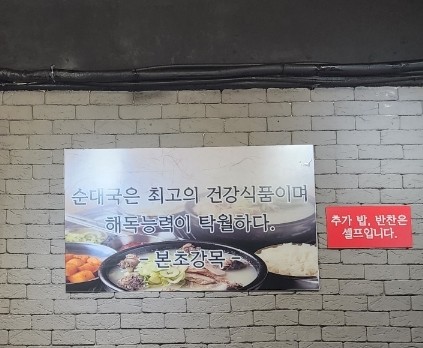 순대국은 최고의 건강식품이며
해독능력이 탁월하다.
- 본초강목 -
추가 밥, 반찬은
셀프입니다.